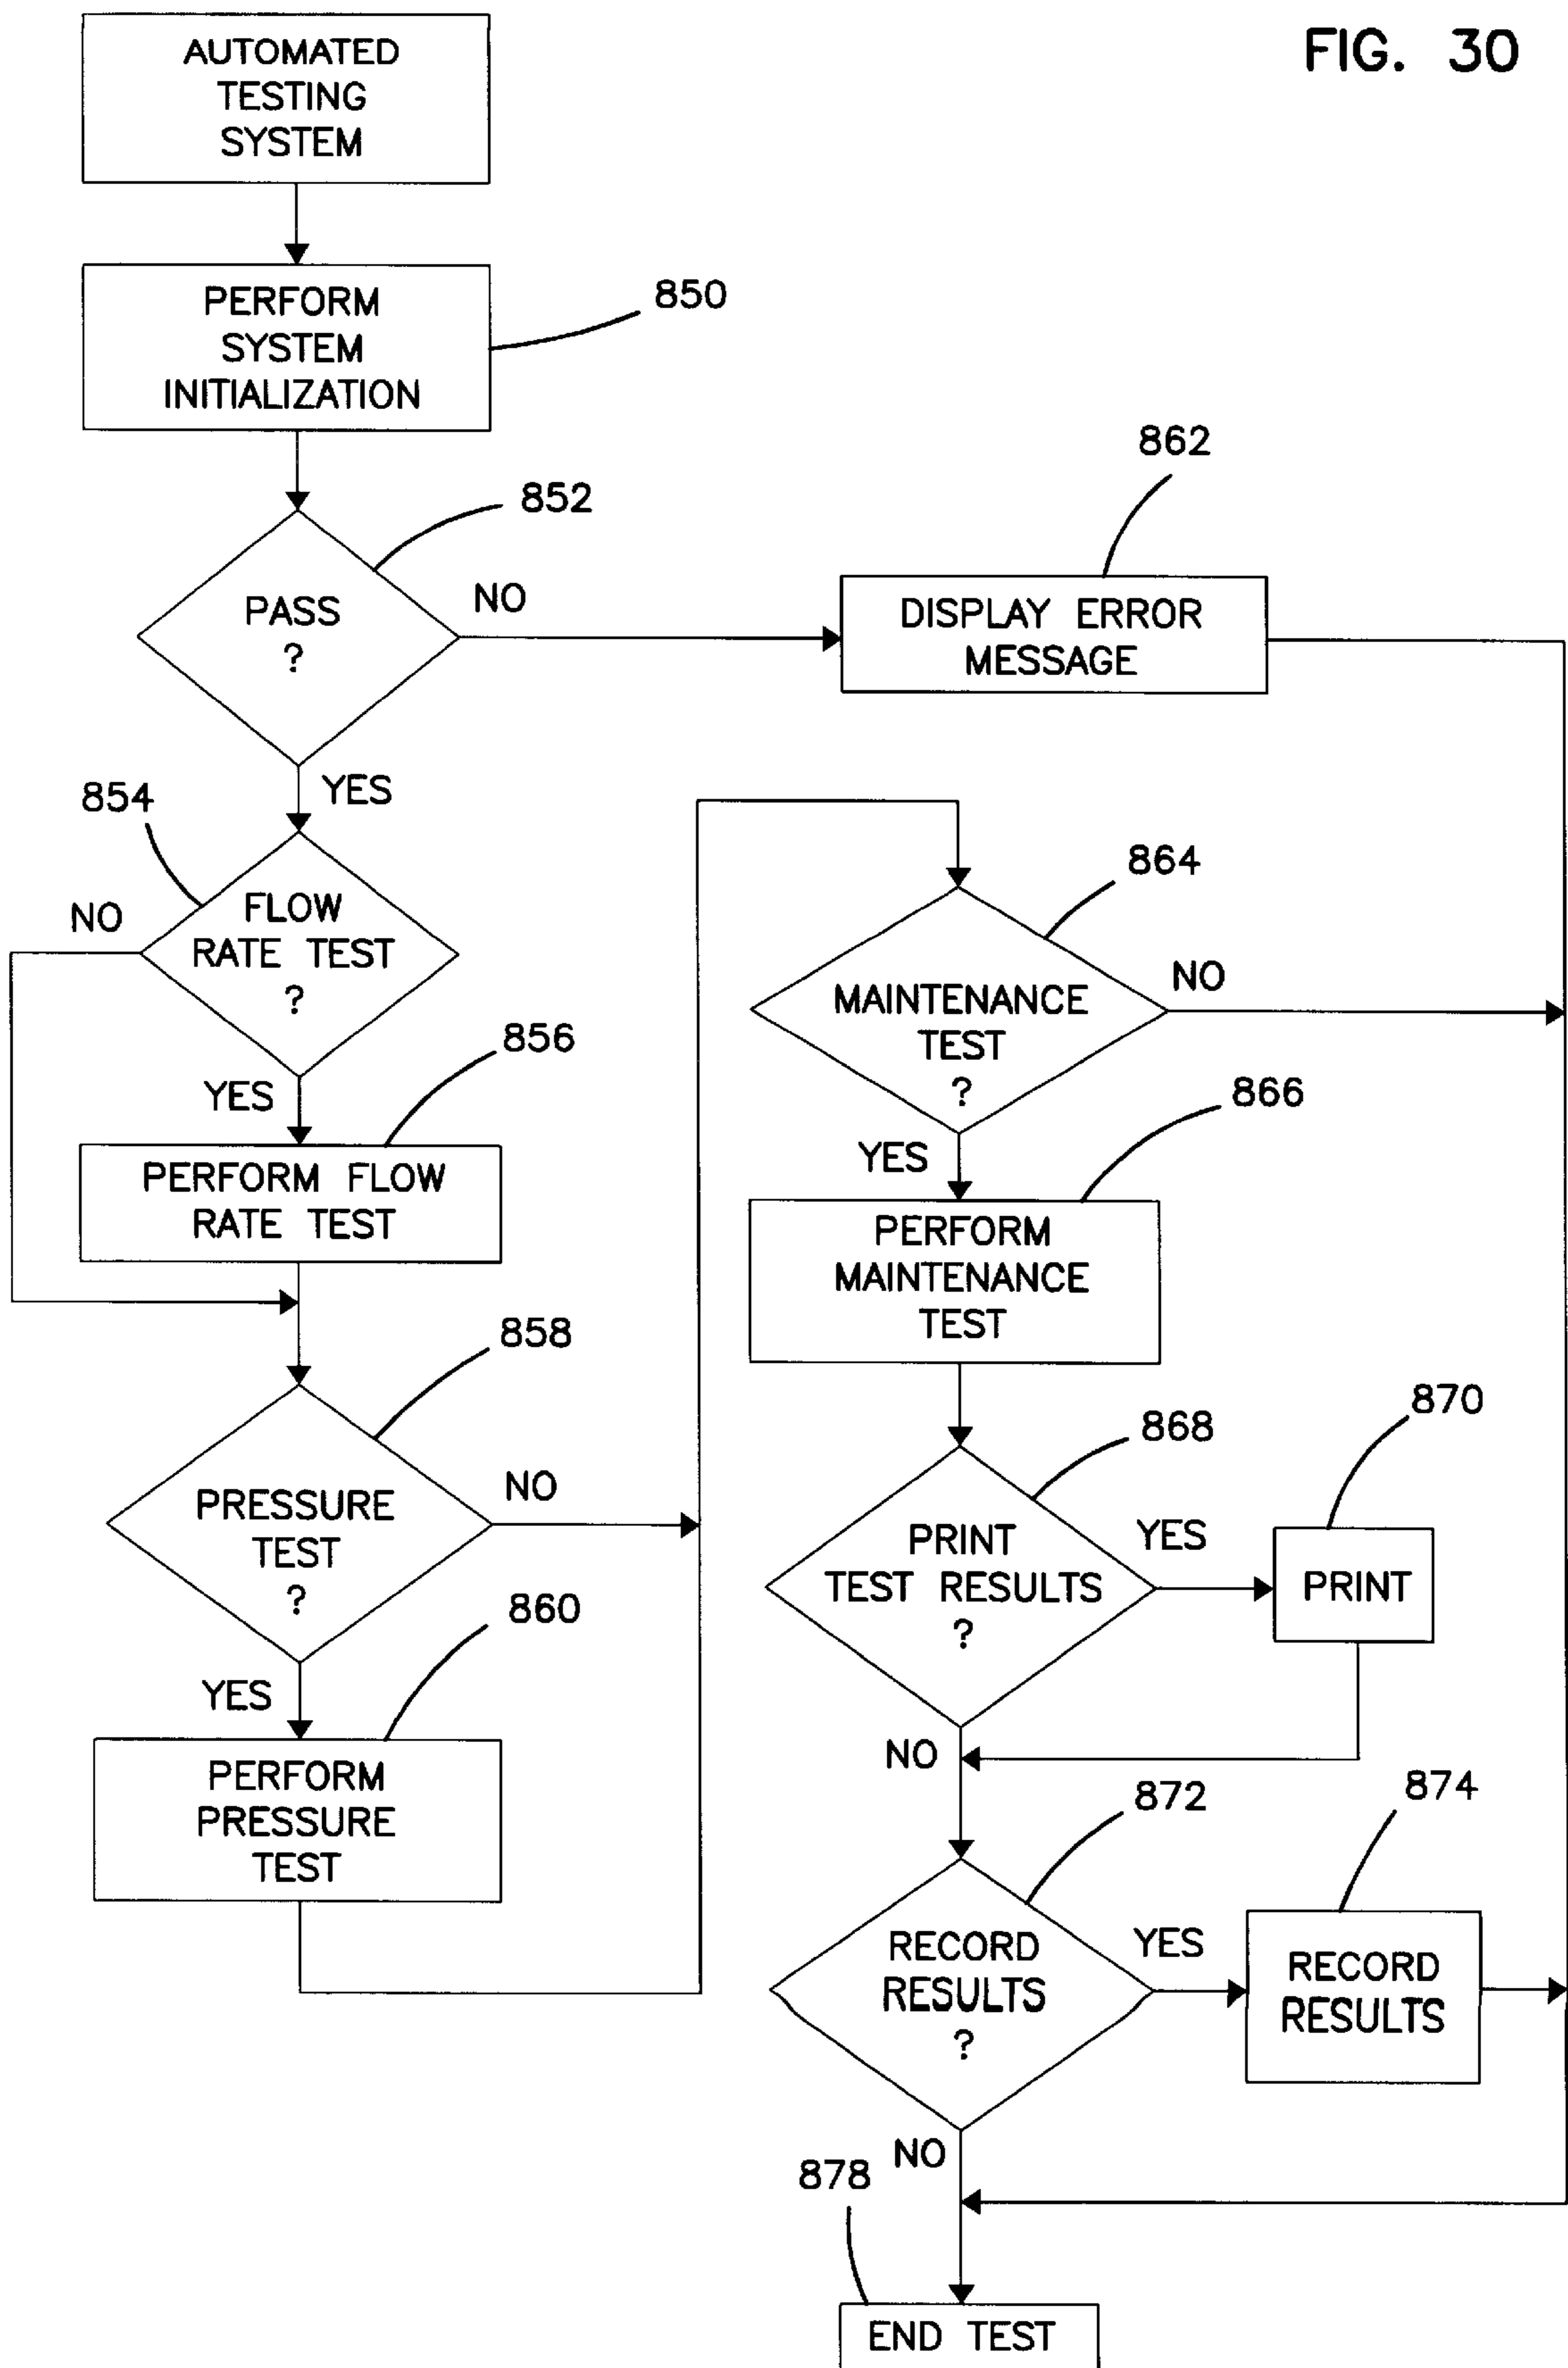 FIG. 30
AUTOMATED
TESTING
SYSTEM
PERFORM
SYSTEM
INITIALIZATION
850
852
PASS
?
NO
YES
862
DISPLAY ERROR
MESSAGE
854
NO
FLOW
RATE TEST
?
YES
856
PERFORM FLOW
RATE TEST
858
PRESSURE
TEST
?
NO
YES
860
PERFORM
PRESSURE
TEST
864
MAINTENANCE
TEST
?
NO
YES
866
PERFORM
MAINTENANCE
TEST
868
PRINT
TEST RESULTS
?
YES
870
PRINT
NO
872
RECORD
RESULTS
?
YES
874
RECORD
RESULTS
NO
878
END TEST